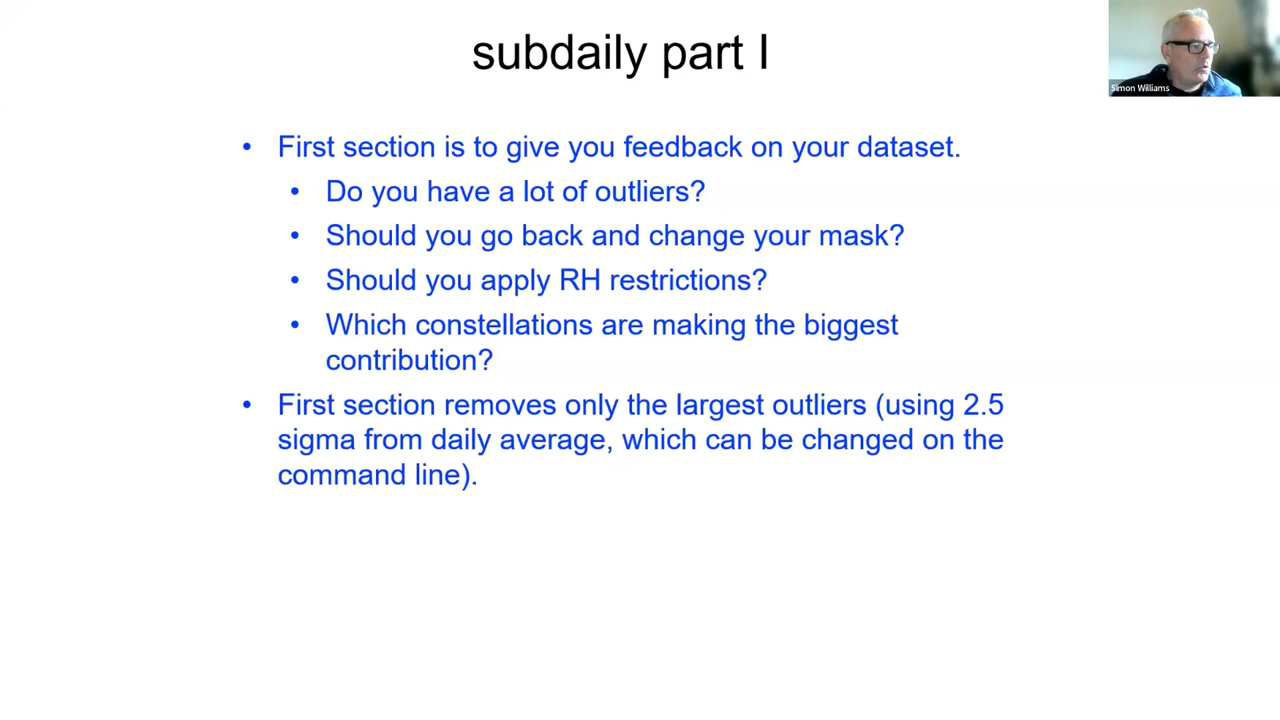 subdaily part I
Simon Williams
• First section is to give you feedback on your dataset.
• Do you have a lot of outliers?
• Should you go back and change your mask?
• Should you apply RH restrictions?
• Which constellations are making the biggest
contribution?
• First section removes only the largest outliers (using 2.5
sigma from daily average, which can be changed on the
command line).